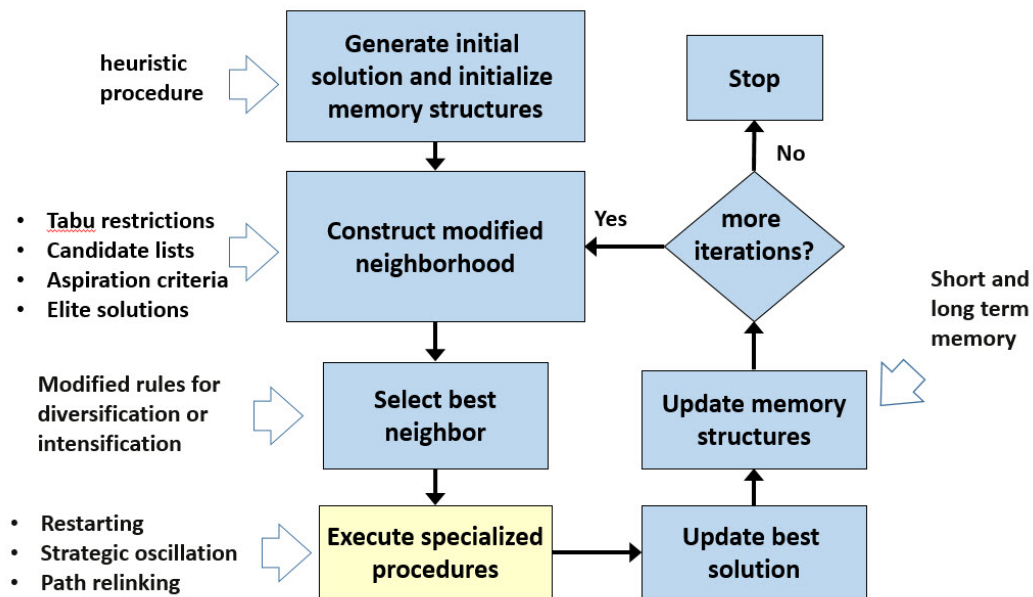 heuristic
procedure
Generate initial
solution and initialize
memory structures
Stop
No
• Tabu restrictions
• Candidate lists
• Aspiration criteria
• Elite solutions
Construct modified
neighborhood
Yes
more
iterations?
Short and
long term
memory
Modified rules for
diversification or
intensification
Select best
neighbor
Update memory
structures
• Restarting
• Strategic oscillation
• Path relinking
Execute specialized
procedures
Update best
solution